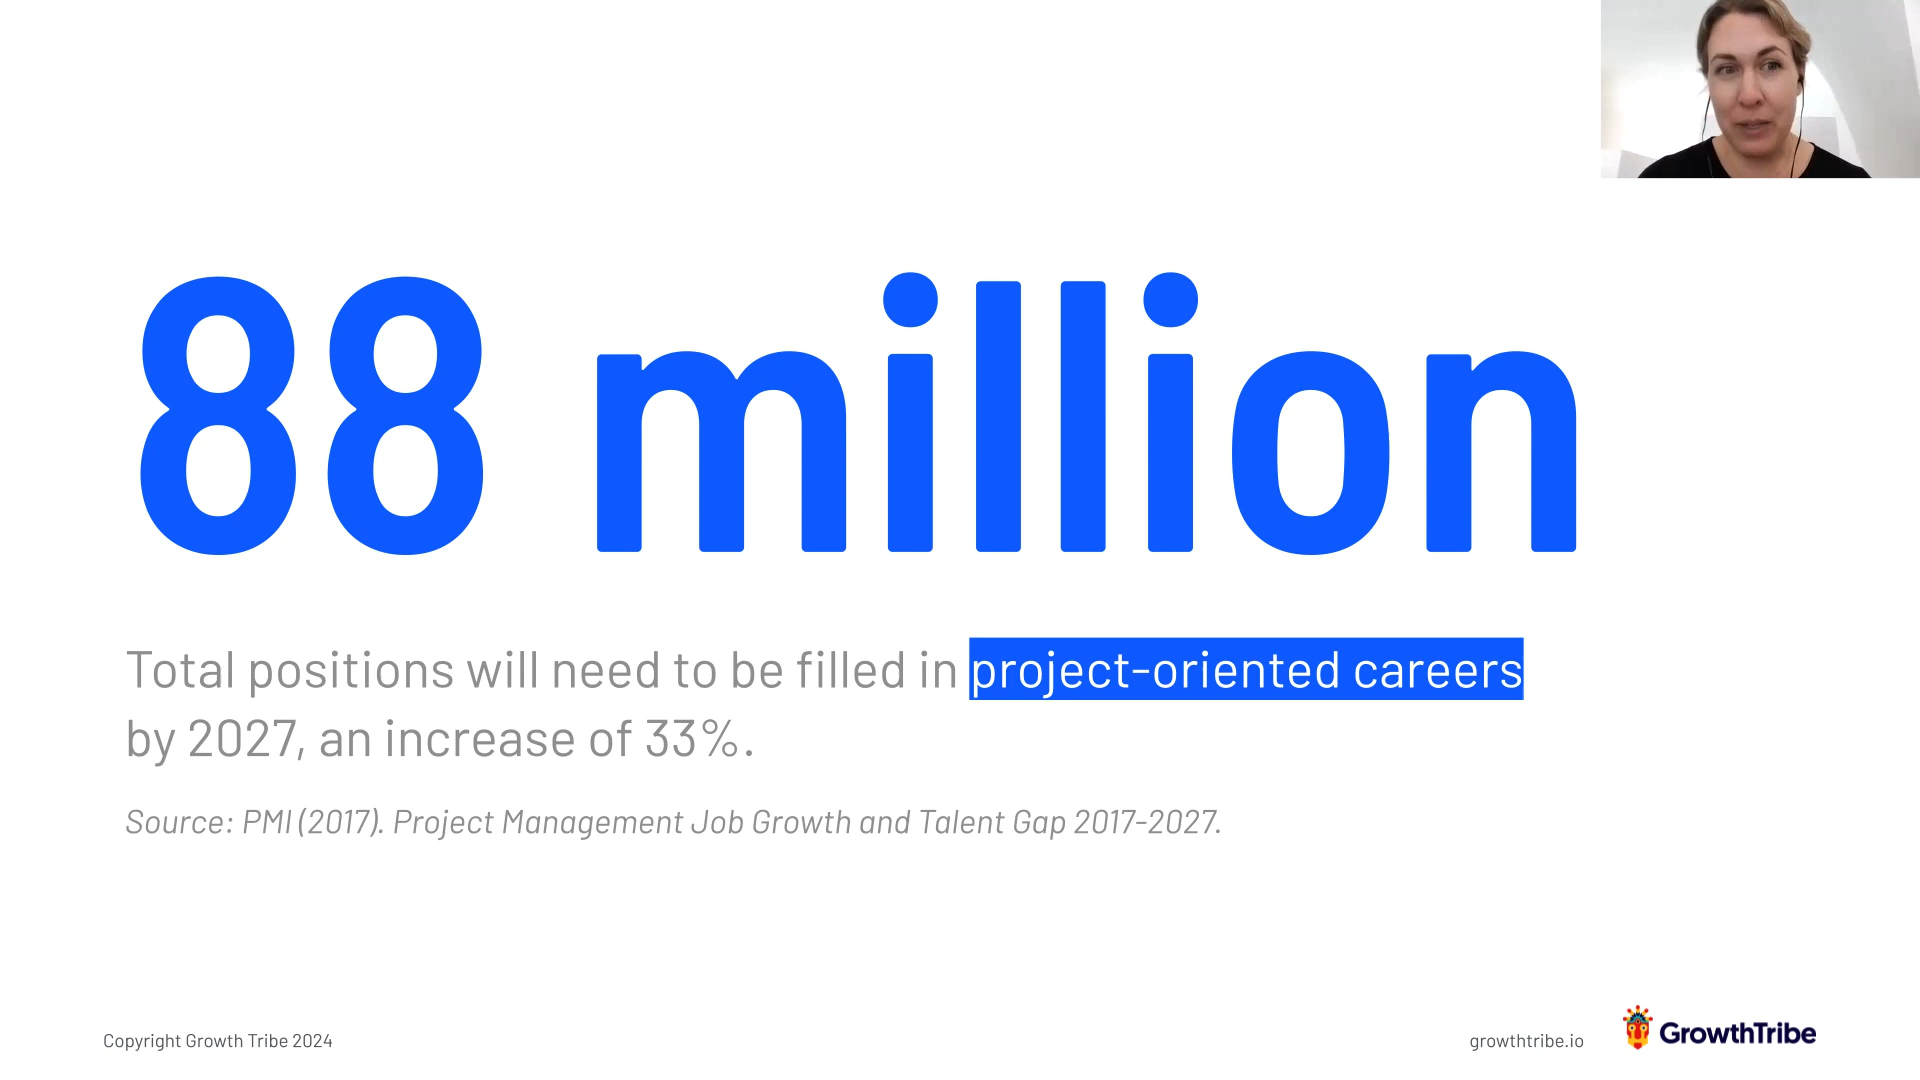 88 million
Total positions will need to be filled in project-oriented careers
by 2027, an increase of 33%.
Source: PMI (2017). Project Management Job Growth and Talent Gap 2017-2027.
Copyright Growth Tribe 2024
growthtribe.io
GrowthTribe